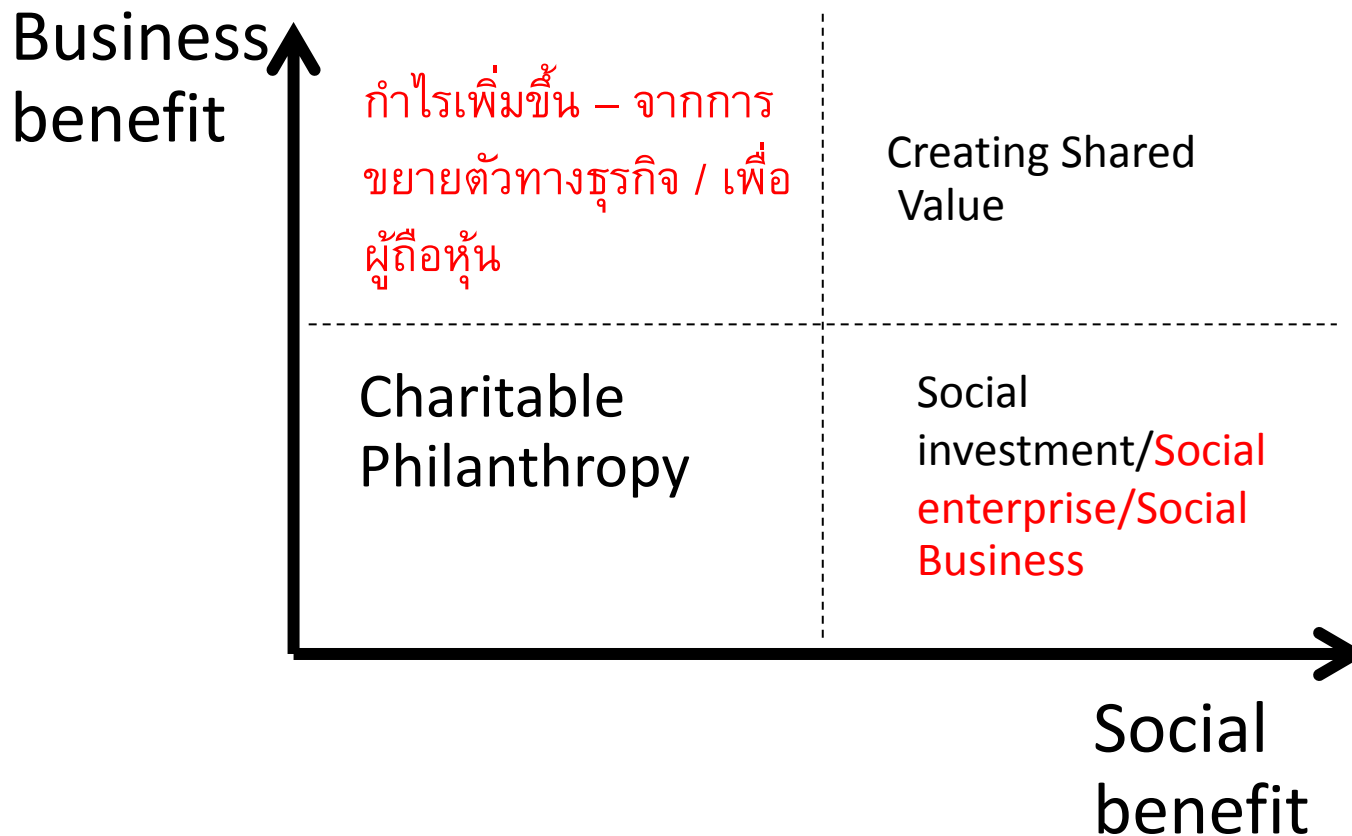 Business
benefit
กำไรเพิ่มขึ้น – จากการ
ขยายตัวทางธุรกิจ / เพื่อ
ผู้ถือหุ้น
Creating Shared
Value
Charitable
Philanthropy
Social
investment/Social
enterprise/Social
Business
Social
benefit